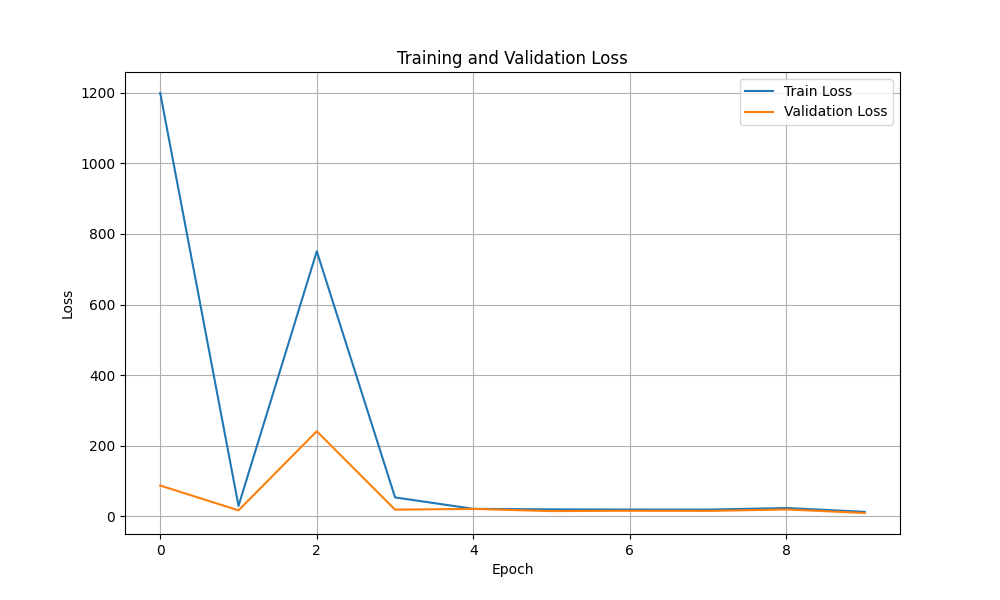 Training and Validation Loss
Train Loss
Validation Loss
1200
1000
800
600
400
200
0
Loss
0 2 4 6 8
Epoch